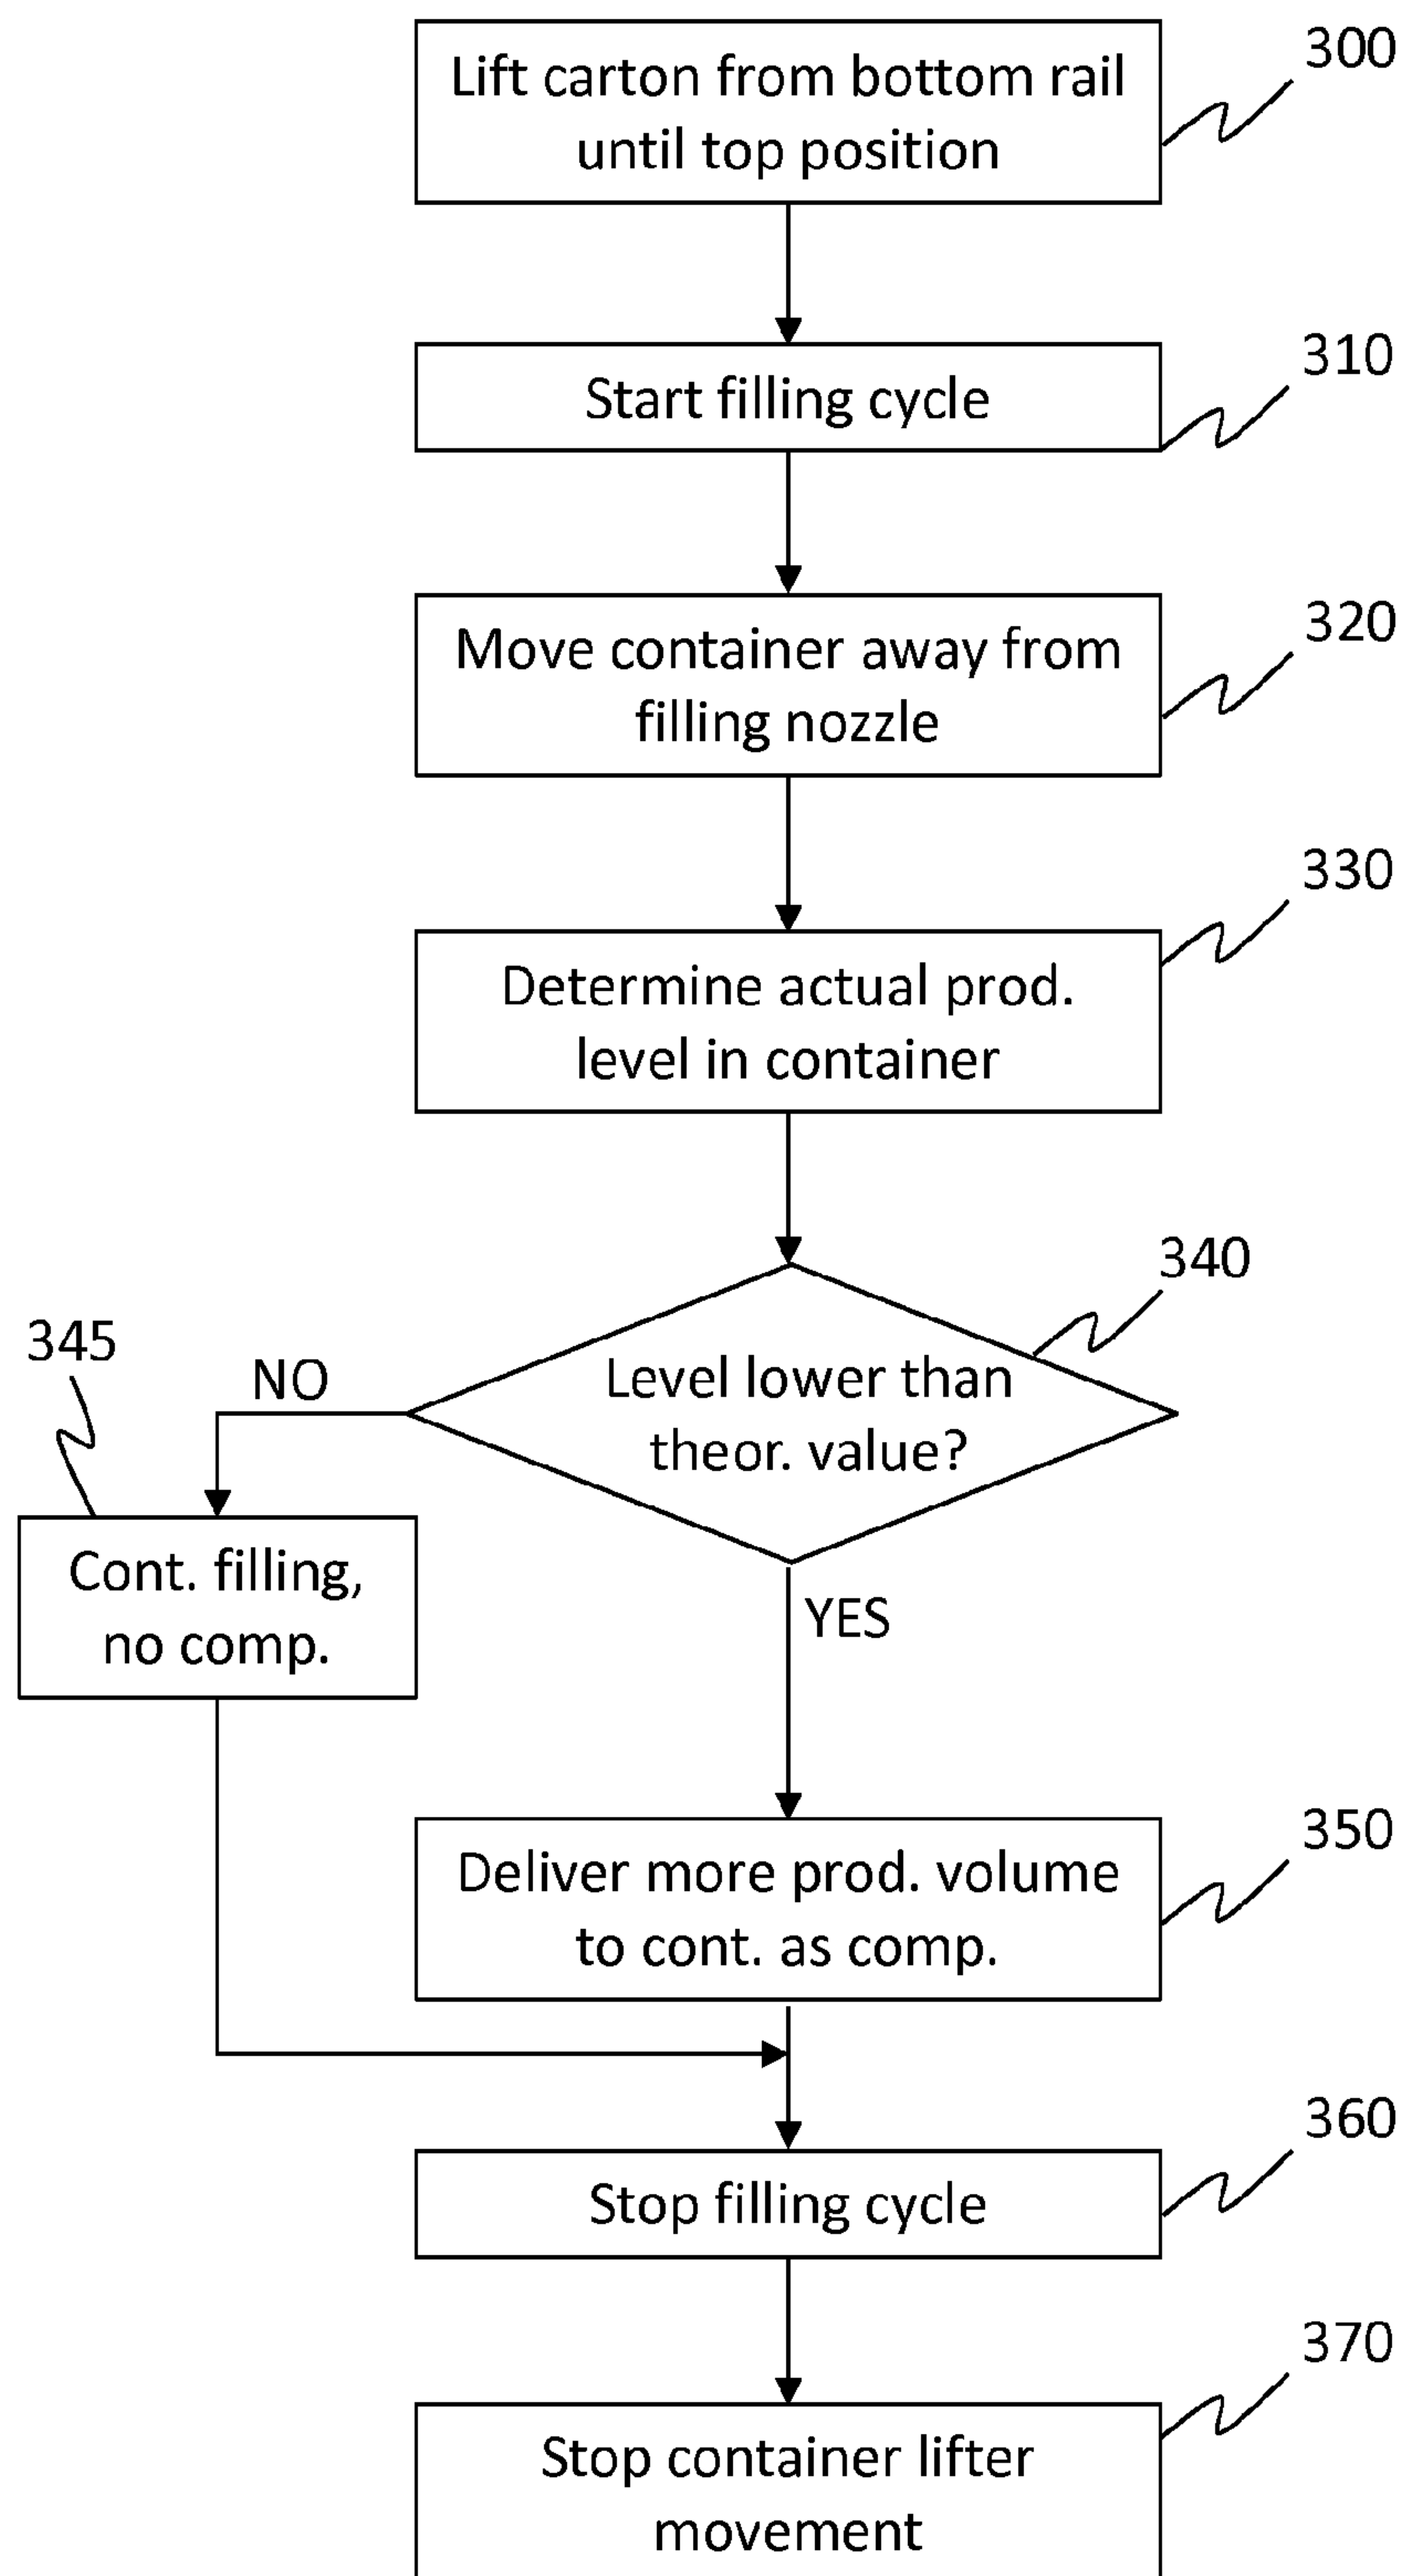 300
Lift carton from bottom rail
until top position
310
Start filling cycle
320
Move container away from
filling nozzle
330
Determine actual prod.
level in container
340
Level lower than
theor. value?
345
NO
Cont. filling,
no comp.
YES
350
Deliver more prod. volume
to cont. as comp.
360
Stop filling cycle
370
Stop container lifter
movement